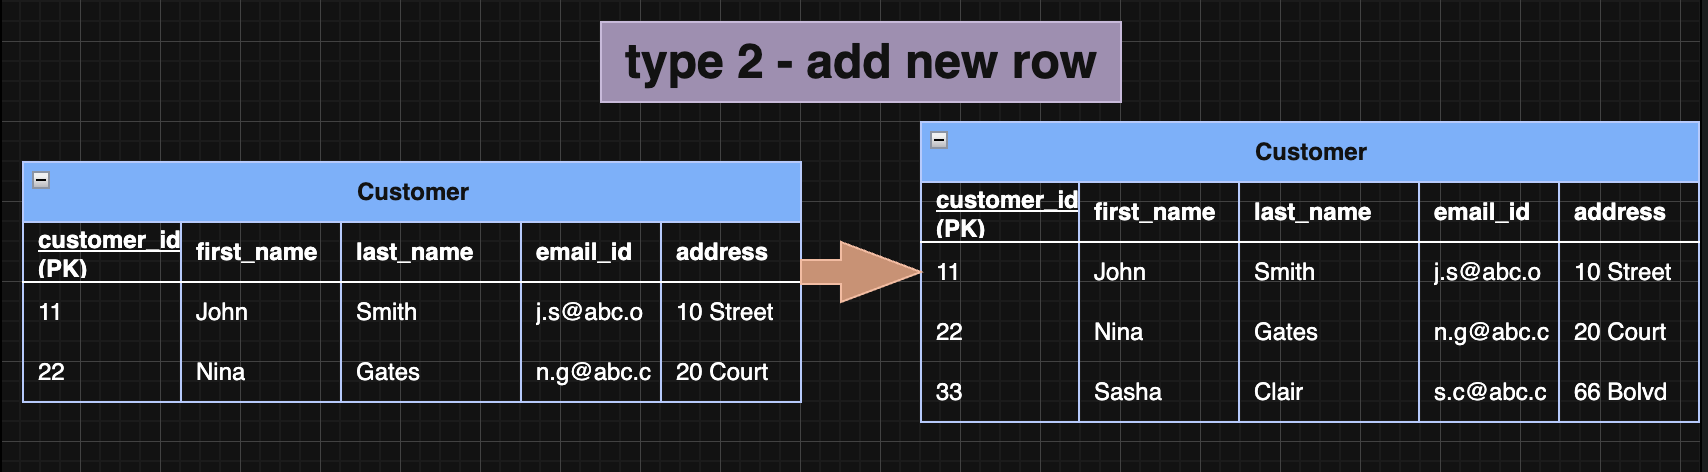 type 2 - add new row
Customer
customer_id (PK) first_name last_name email_id address
11 John Smith j.s@abc.o 10 Street
22 Nina Gates n.g@abc.c 20 Court
Customer
customer_id (PK) first_name last_name email_id address
11 John Smith j.s@abc.o 10 Street
22 Nina Gates n.g@abc.c 20 Court
33 Sasha Clair s.c@abc.c 66 Bolvd